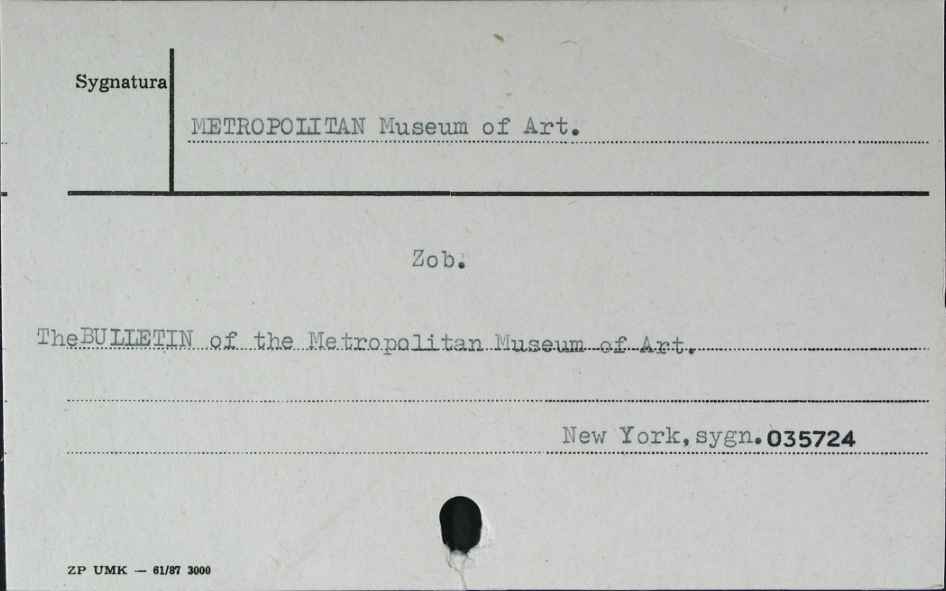 Sygnatura
METROPOLITAN Museum of Art.
Zob.
The BULLETIN of the Metropolitan Museum of Art.
New York, sygn. 035724
ZP UMK — 61/87 3000